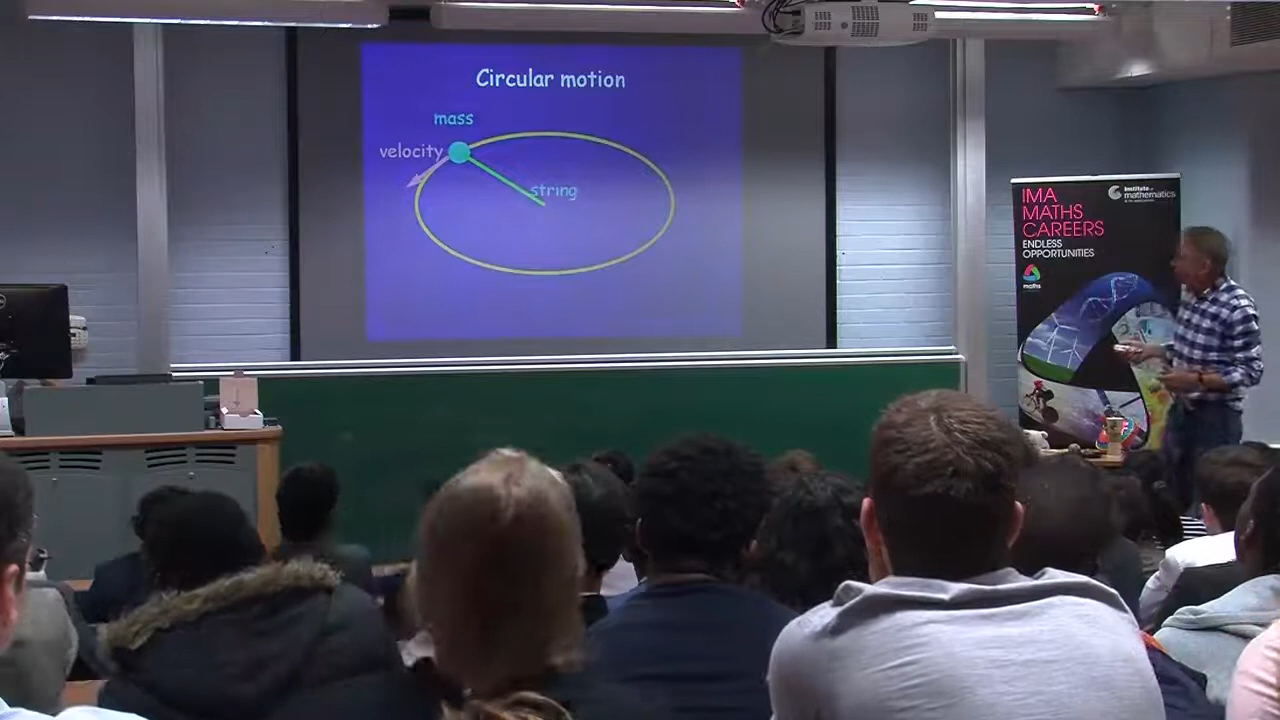 Circular motion
mass
velocity
string
IMA
MATHS
CAREERS
ENDLESS
OPPORTUNITIES
Institute of
mathematics
maths